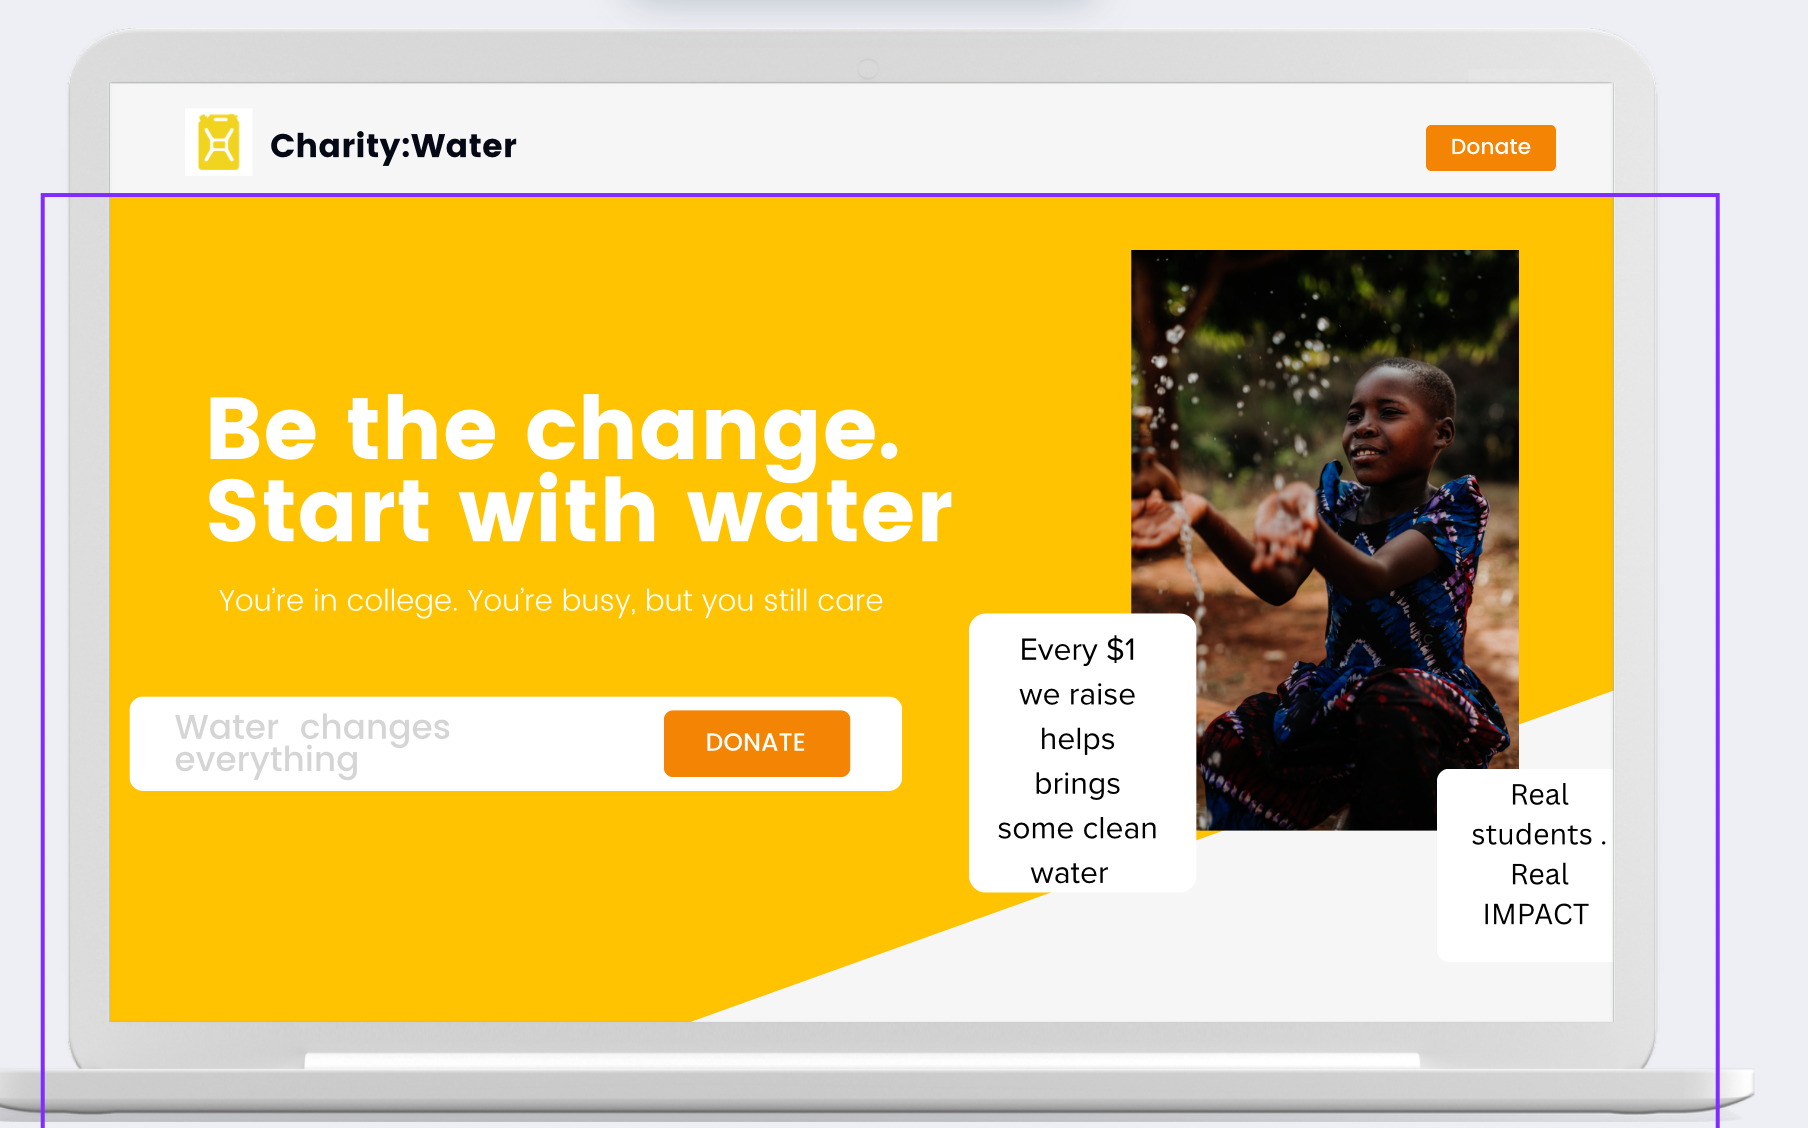 Charity:Water
Donate
Be the change.
Start with water
You're in college. You're busy, but you still care
Water changes
everything
DONATE
Every $1
we raise
helps
brings
some clean
water
Real
students .
Real
IMPACT